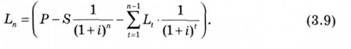 L_n = \left( P - S \frac{1}{(1+i)^n} - \sum_{t=1}^{n-1} L_t \cdot \frac{1}{(1+i)^t} \right). (3.9)